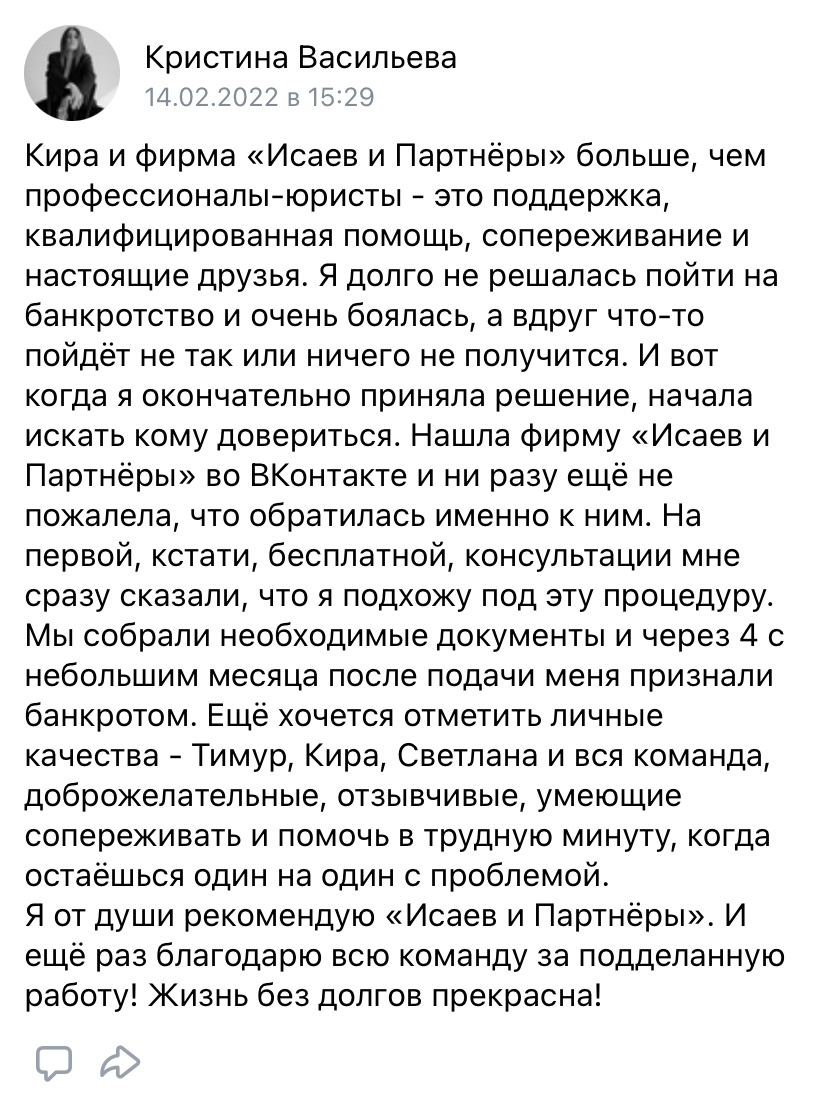 Кристина Васильева
14.02.2022 в 15:29
Кира и фирма «Исаев и Партнёры» больше, чем
профессионалы-юристы - это поддержка,
квалифицированная помощь, сопереживание и
настоящие друзья. Я долго не решалась пойти на
банкротство и очень боялась, а вдруг что-то
пойдёт не так или ничего не получится. И вот
когда я окончательно приняла решение, начала
искать кому довериться. Нашла фирму «Исаев и
Партнёры» во ВКонтакте и ни разу ещё не
пожалела, что обратилась именно к ним. На
первой, кстати, бесплатной, консультации мне
сразу сказали, что я подхожу под эту процедуру.
Мы собрали необходимые документы и через 4 с
небольшим месяца после подачи меня признали
банкротом. Ещё хочется отметить личные
качества - Тимур, Кира, Светлана и вся команда,
доброжелательные, отзывчивые, умеющие
сопереживать и помочь в трудную минуту, когда
остаёшься один на один с проблемой.
Я от души рекомендую «Исаев и Партнёры». И
ещё раз благодарю всю команду за подделанную
работу! Жизнь без долгов прекрасна!